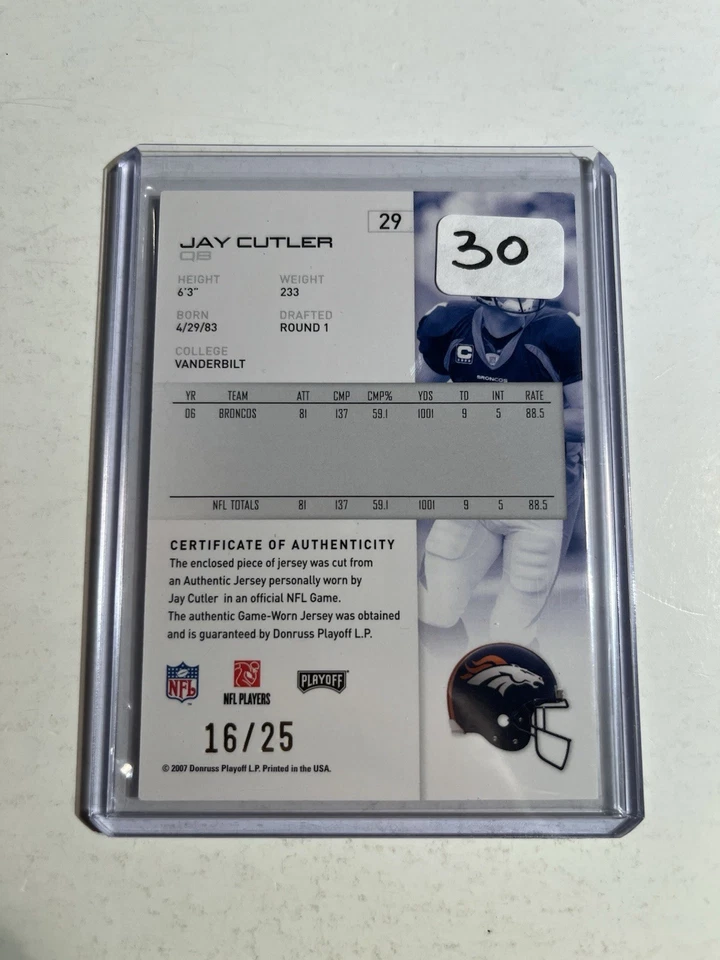 29
30
JAY CUTLER
QB
HEIGHT WEIGHT
6'3" 233
BORN DRAFTED
4/29/83 ROUND 1
COLLEGE
VANDERBILT
C
BRONCOS
YR TEAM ATT CMP CMP% YDS TD INT RATE
06 BRONCOS 81 137 59.1 1001 9 5 88.5
NFL TOTALS 81 137 59.1 1001 9 5 88.5
CERTIFICATE OF AUTHENTICITY
The enclosed piece of jersey was cut from
an Authentic Jersey personally worn by
Jay Cutler in an official NFL Game.
The authentic Game-Worn Jersey was obtained
and is guaranteed by Donruss Playoff L.P.
NFL
NFL PLAYERS
PLAYOFF
16/25
© 2007 Donruss Playoff L.P. Printed in the USA.